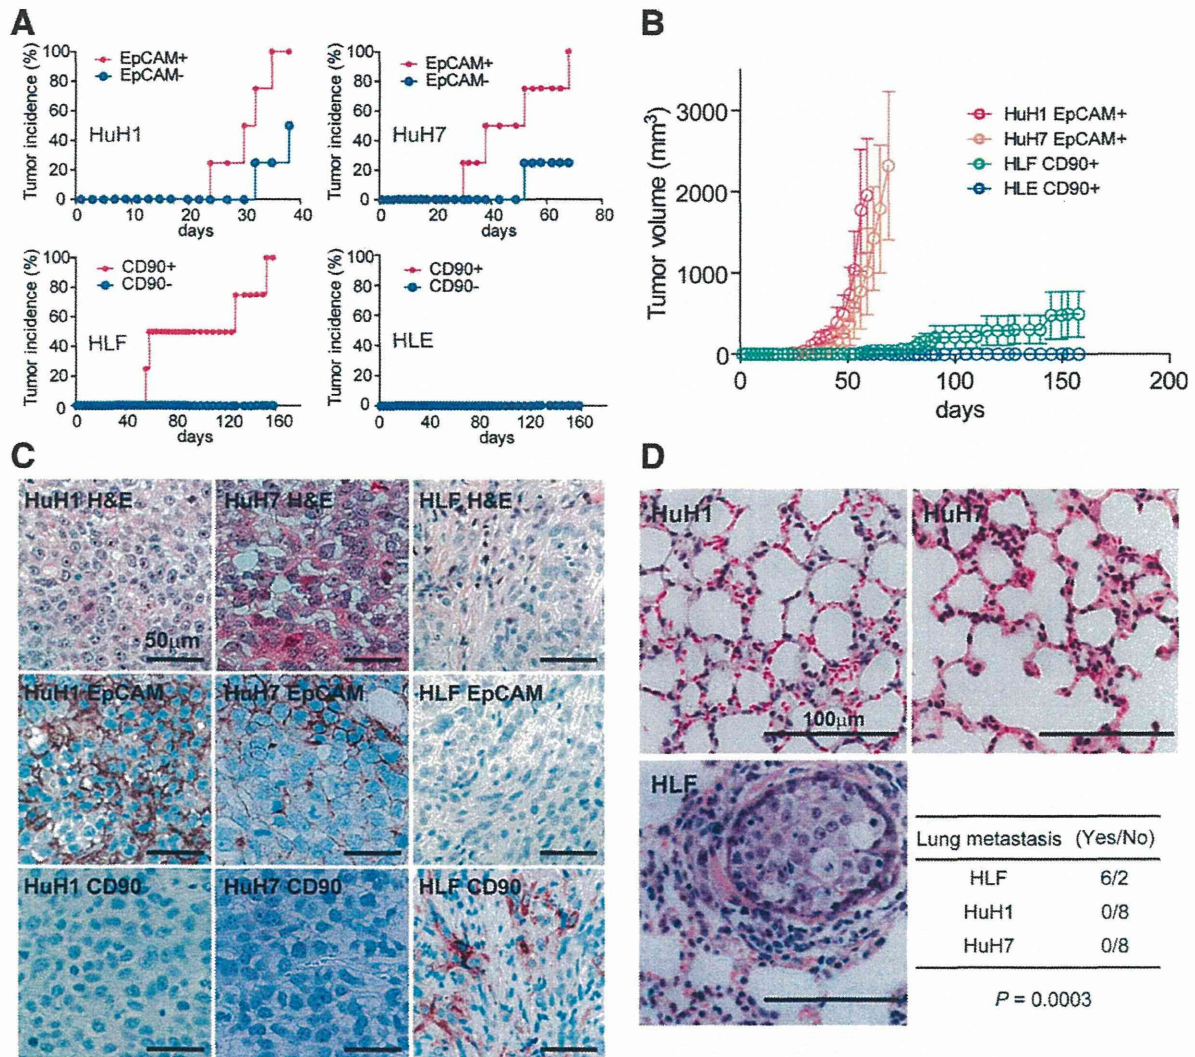 A
Tumor incidence (%)
100
80
60
40
20
0
EpCAM+
EpCAM-
HuH1
0 10 20 30 40
days
Tumor incidence (%)
100
80
60
40
20
0
EpCAM+
EpCAM-
HuH7
0 20 40 60 80
days
Tumor incidence (%)
100
80
60
40
20
0
CD90+
CD90-
HLF
0 40 80 120 160
days
Tumor incidence (%)
100
80
60
40
20
0
CD90+
CD90-
HLE
0 40 80 120 160
days
B
Tumor volume (mm³)
3000
2000
1000
0
HuH1 EpCAM+
HuH7 EpCAM+
HLF CD90+
HLE CD90+
0 50 100 150 200
days
C
HuH1 H&E
50μm
HuH7 H&E
HLF H&E
HuH1 EpCAM
HuH7 EpCAM
HLF EpCAM
HuH1 CD90
HuH7 CD90
HLF CD90
D
HuH1
100μm
HuH7
HLF
Lung metastasis (Yes/No)
HLF 6/2
HuH1 0/8
HuH7 0/8
P = 0.0003